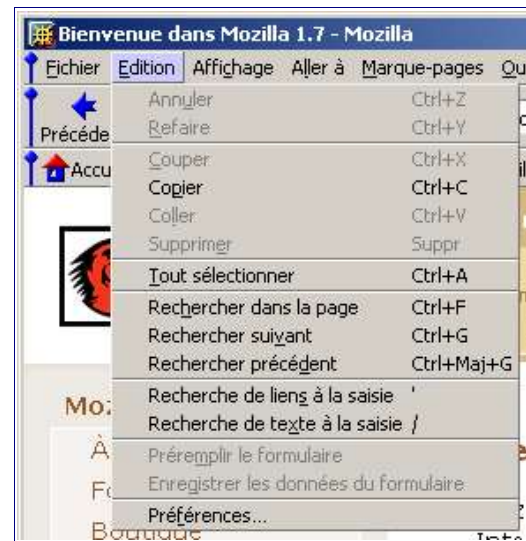 Bienvenue dans Mozilla 1.7 - Mozilla
Fichier Edition Affichage Aller à Marque-pages
Annuler Ctrl+Z
Refaire Ctrl+Y
Couper Ctrl+X
Copier Ctrl+C
Coller Ctrl+V
Supprimer Suppr
Tout sélectionner Ctrl+A
Rechercher dans la page Ctrl+F
Rechercher suivant Ctrl+G
Rechercher précédent Ctrl+Maj+G
Recherche de liens à la saisie '
Recherche de texte à la saisie /
Préremplir le formulaire
Enregistrer les données du formulaire
Préférences...
À
Boutique